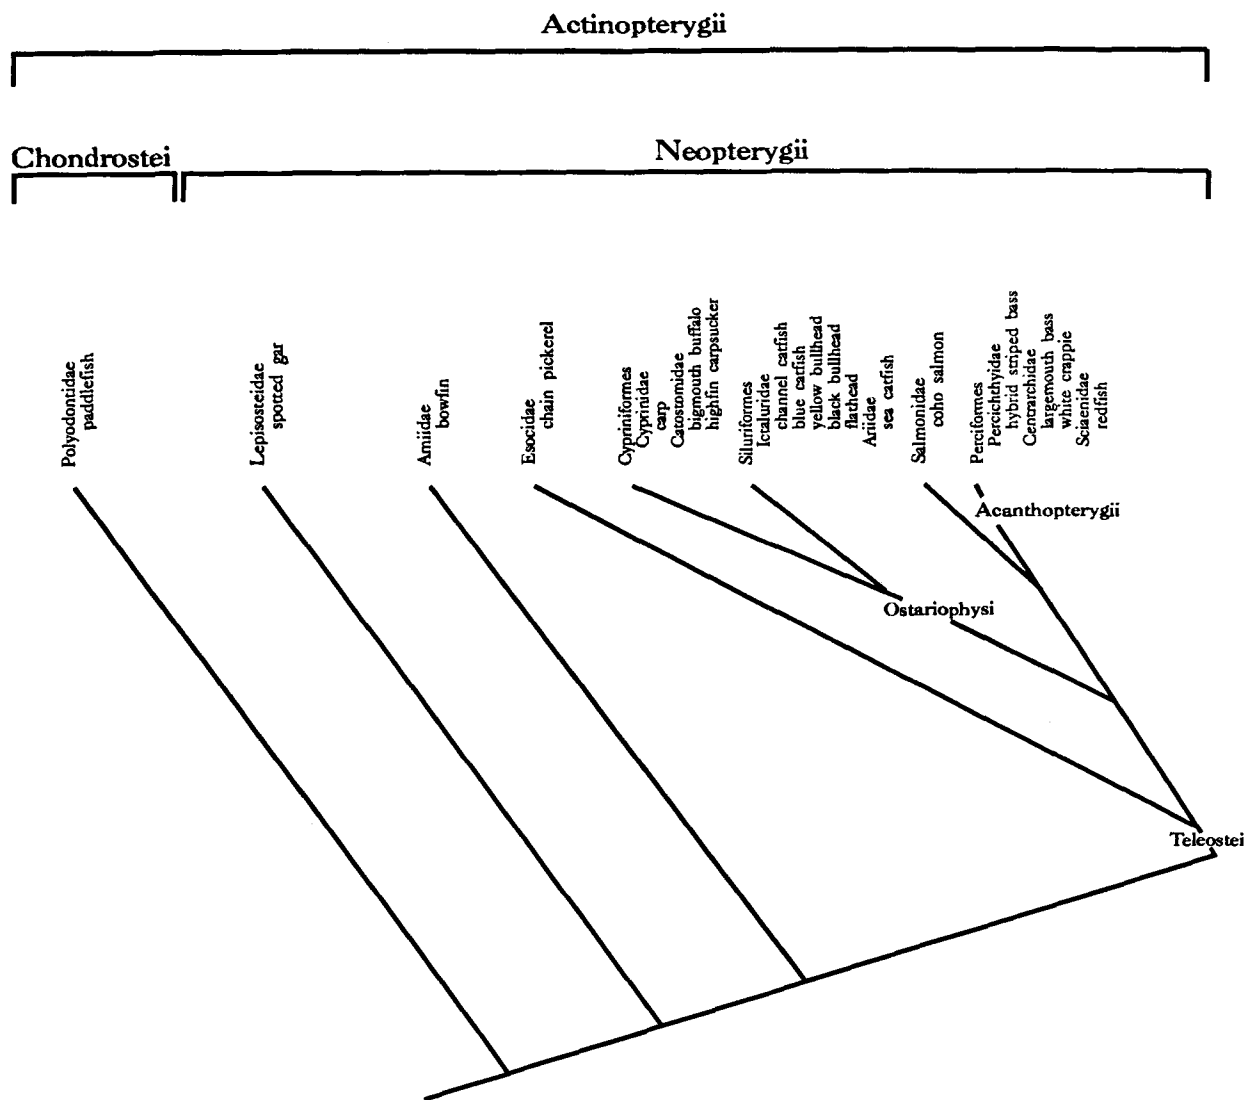 Actinopterygii
Chondrostei
Neopterygii
Polyodontidae
paddlefish
Lepisosteidae
spotted gar
Amiidae
bowfin
Esocidae
chain pickerel
Cypriniformes
Cyprinidae
carp
Catostomidae
bigmouth buffalo
highfin carpsucker
Siluriformes
Ictaluridae
channel catfish
blue catfish
yellow bullhead
black bullhead
flathead
Ariidae
sea catfish
Salmonidae
coho salmon
Perciformes
Percichthyidae
hybrid striped bass
Centrarchidae
largemouth bass
white crappie
Sciaenidae
redfish
Acanthopterygii
Ostariophysi
Teleostei